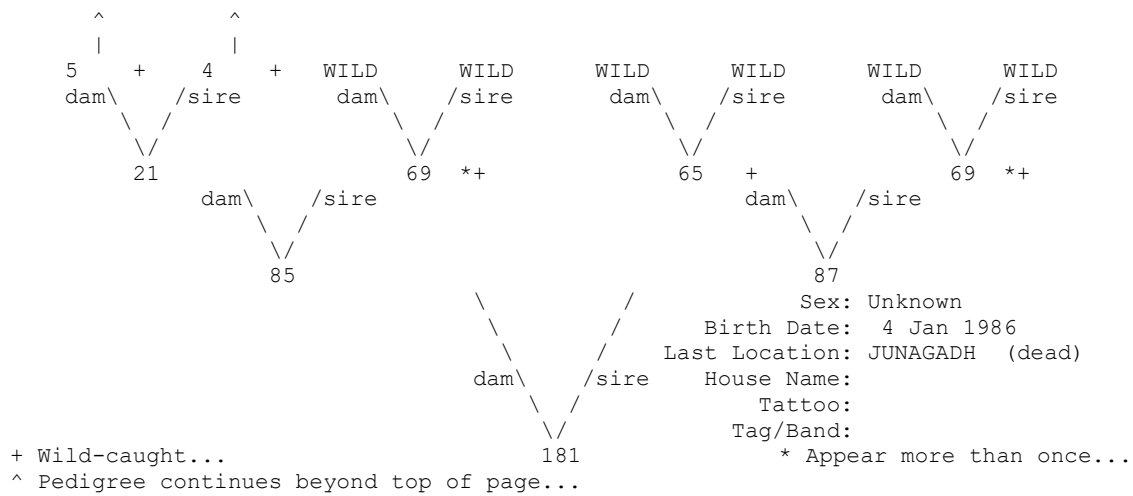 ^ ^
| |
5 + 4 + WILD WILD WILD WILD WILD WILD
dam\ /sire dam\ /sire dam\ /sire dam\ /sire
\ / \ / \ / \ /
\/ \/ \/ \/
21 69 *+ 65 + 69 *+
dam\ /sire dam\ /sire
\ / \ /
\/ \/
85 87
\ / Sex: Unknown
\ / Birth Date: 4 Jan 1986
\ / Last Location: JUNAGADH (dead)
dam\ /sire House Name:
\ / Tattoo:
\/ Tag/Band:
+ Wild-caught... 181 * Appear more than once...
^ Pedigree continues beyond top of page...